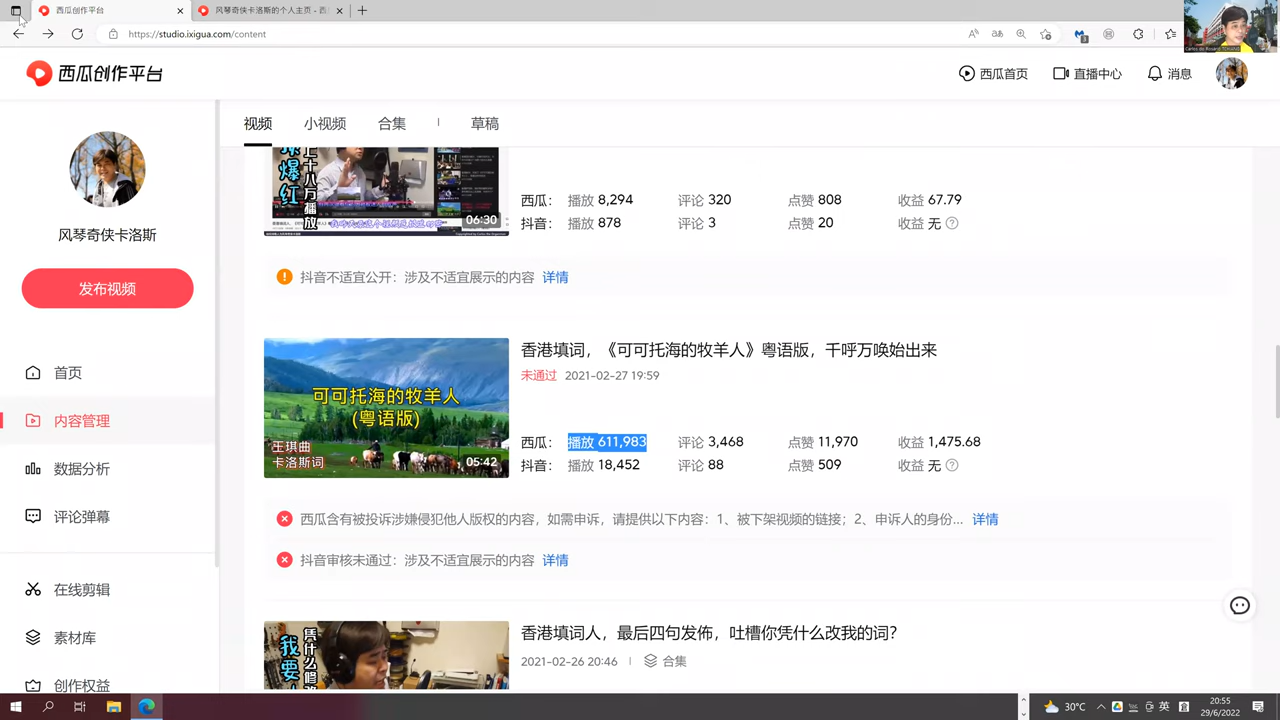 西瓜创作平台
风琴奇侠卡洛斯的个人主页 - 西
https://studio.ixigua.com/content
西瓜创作平台
西瓜首页
直播中心
消息
风琴奇侠卡洛斯
发布视频
首页
内容管理
数据分析
评论弹幕
在线剪辑
素材库
创作权益
视频
小视频
合集
草稿
爆红
十八万播放
06:30
西瓜: 播放 8,294 评论 320 点赞 808 收益 67.79
抖音: 播放 878 评论 3 点赞 20 收益 无
抖音不适宜公开：涉及不适宜展示的内容 详情
可可托海的牧羊人
(粤语版)
王琪曲
卡洛斯词
05:42
香港填词，《可可托海的牧羊人》粤语版，千呼万唤始出来
未通过 2021-02-27 19:59
西瓜: 播放 611,983 评论 3,468 点赞 11,970 收益 1,475.68
抖音: 播放 18,452 评论 88 点赞 509 收益 无
西瓜含有被投诉涉嫌侵犯他人版权的内容，如需申诉，请提供以下内容：1、被下架视频的链接；2、申诉人的身份... 详情
抖音审核未通过：涉及不适宜展示的内容 详情
我要
凭什么修改
香港填词人，最后四句发佈，吐槽你凭什么改我的词？
2021-02-26 20:46 合集
30°C
英
20:55
29/6/2022